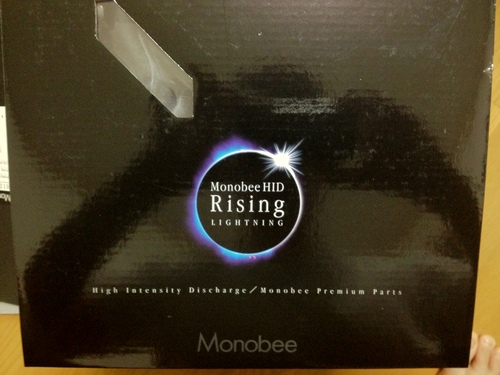 Monobee HID
Rising
LIGHTNING
High Intensity Discharge／Monobee Premium Parts
Monobee